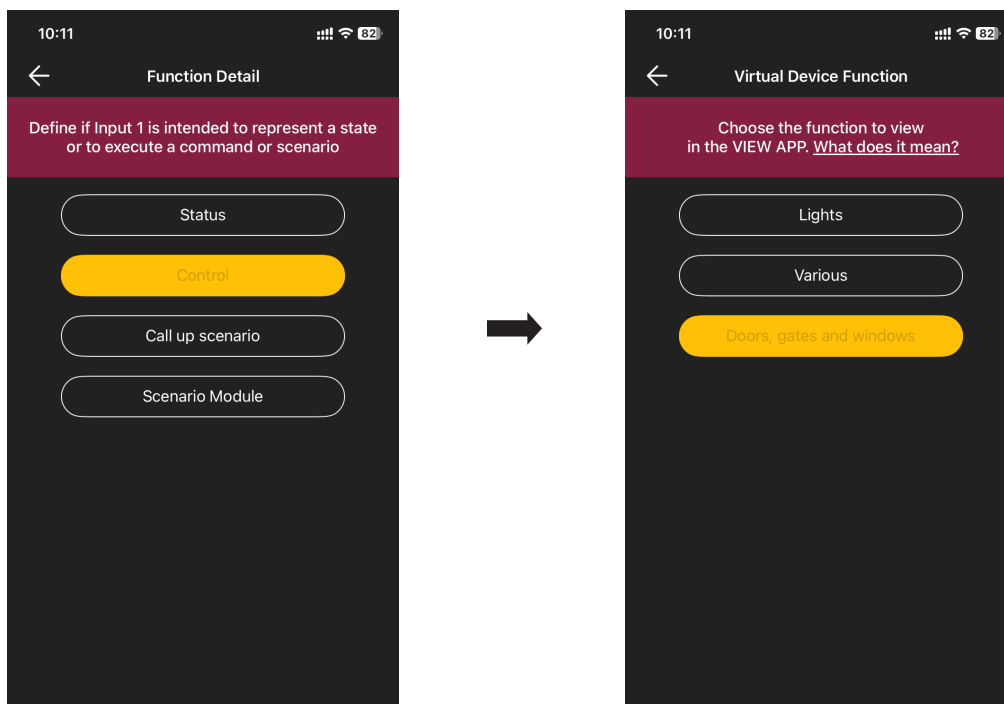 10:11
82
Function Detail
Define if Input 1 is intended to represent a state
or to execute a command or scenario
Status
Control
Call up scenario
Scenario Module
10:11
82
Virtual Device Function
Choose the function to view
in the VIEW APP. What does it mean?
Lights
Various
Doors, gates and windows